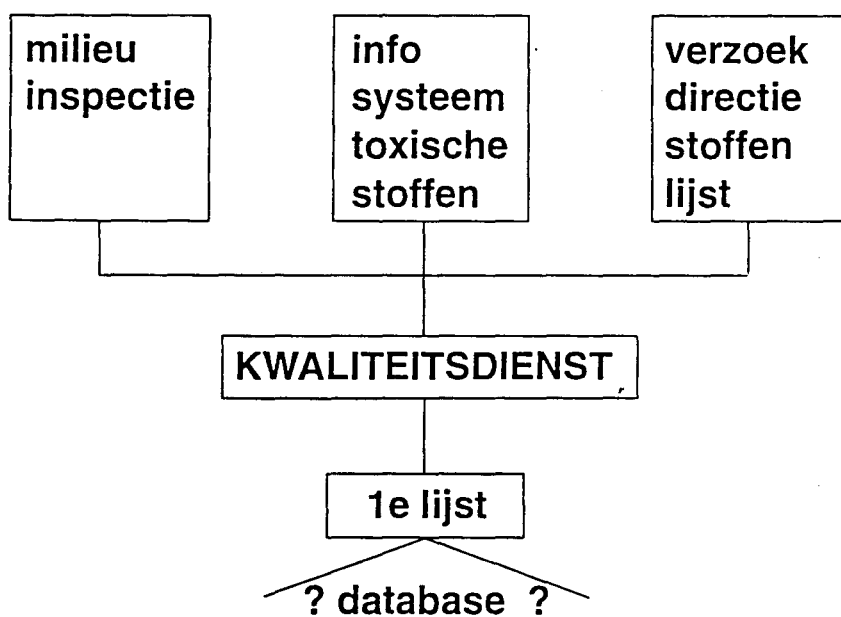 milieu
inspectie
info
systeem
toxische
stoffen
verzoek
directie
stoffen
lijst
KWALITEITSDIENST
1e lijst
? database ?